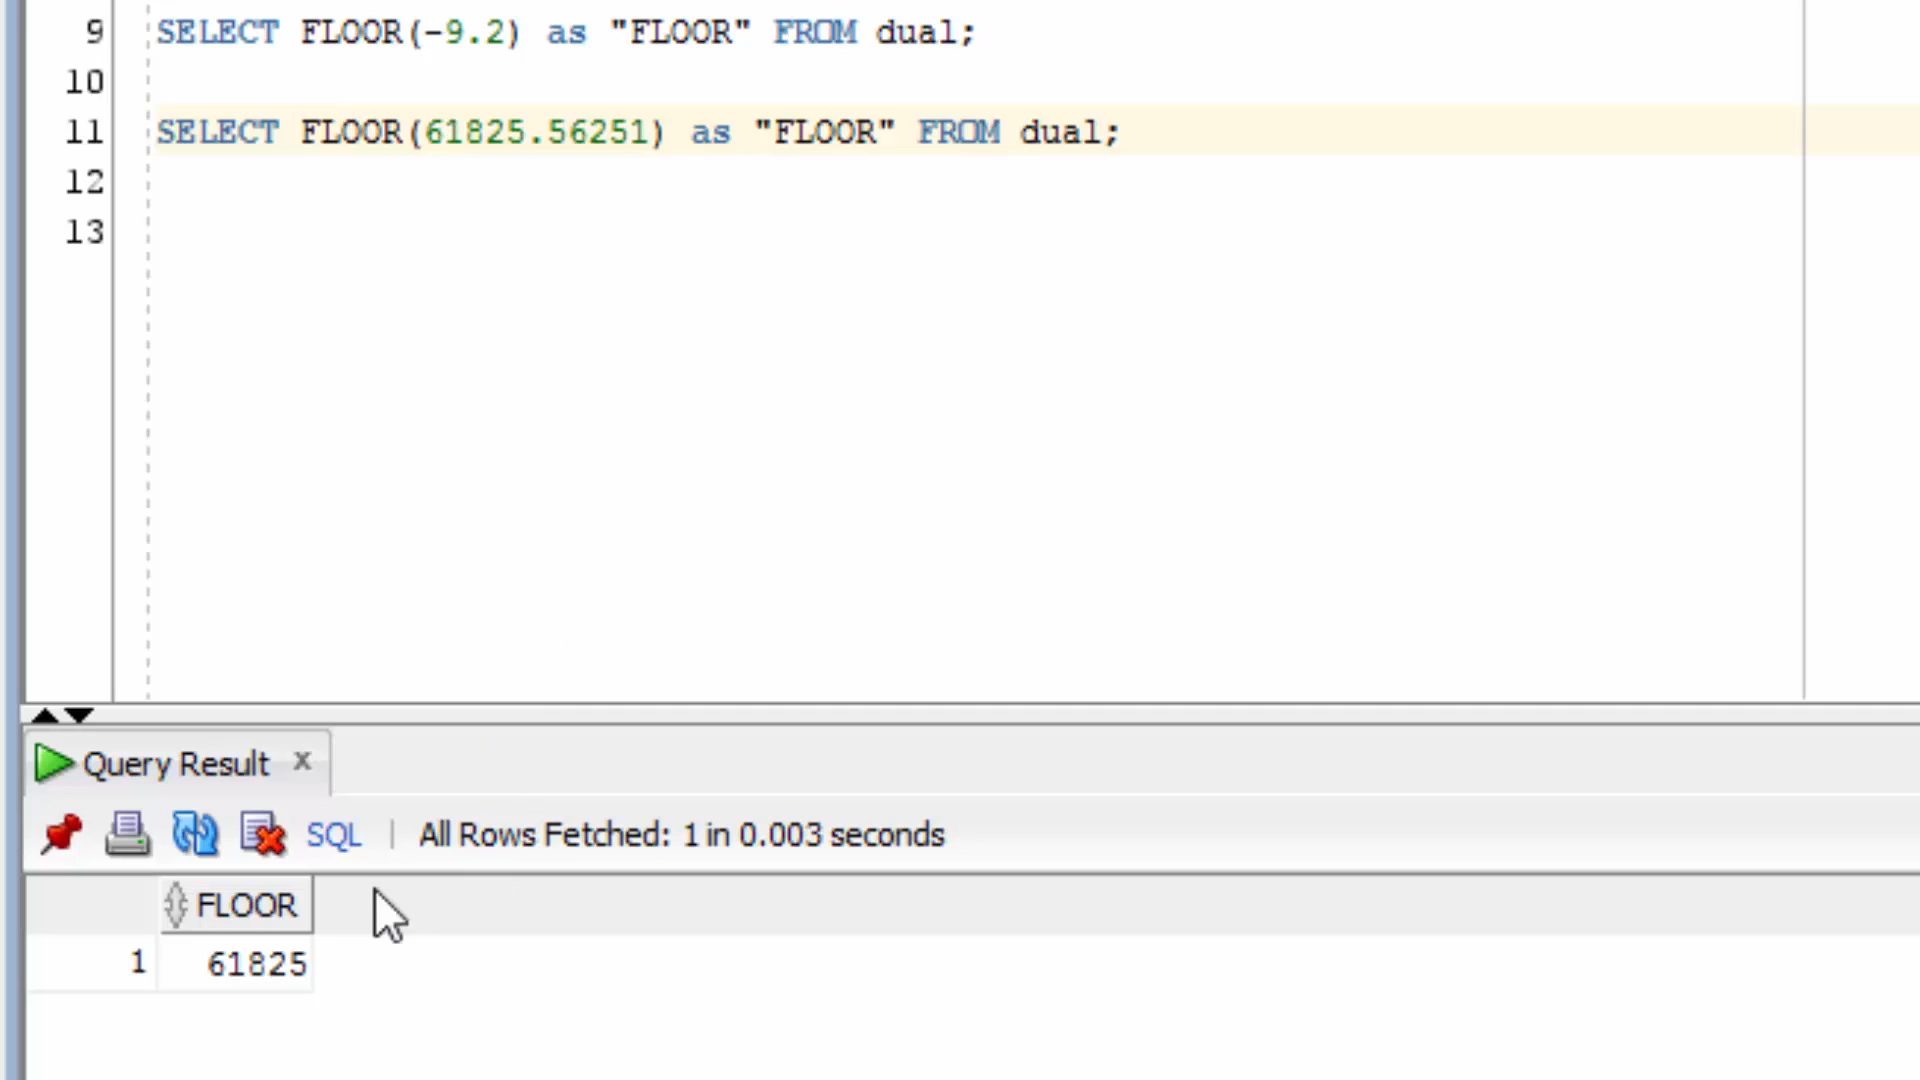 9 SELECT FLOOR(-9.2) as "FLOOR" FROM dual;
10
11 SELECT FLOOR(61825.56251) as "FLOOR" FROM dual;
12
13
Query Result x
SQL | All Rows Fetched: 1 in 0.003 seconds
FLOOR
1 61825